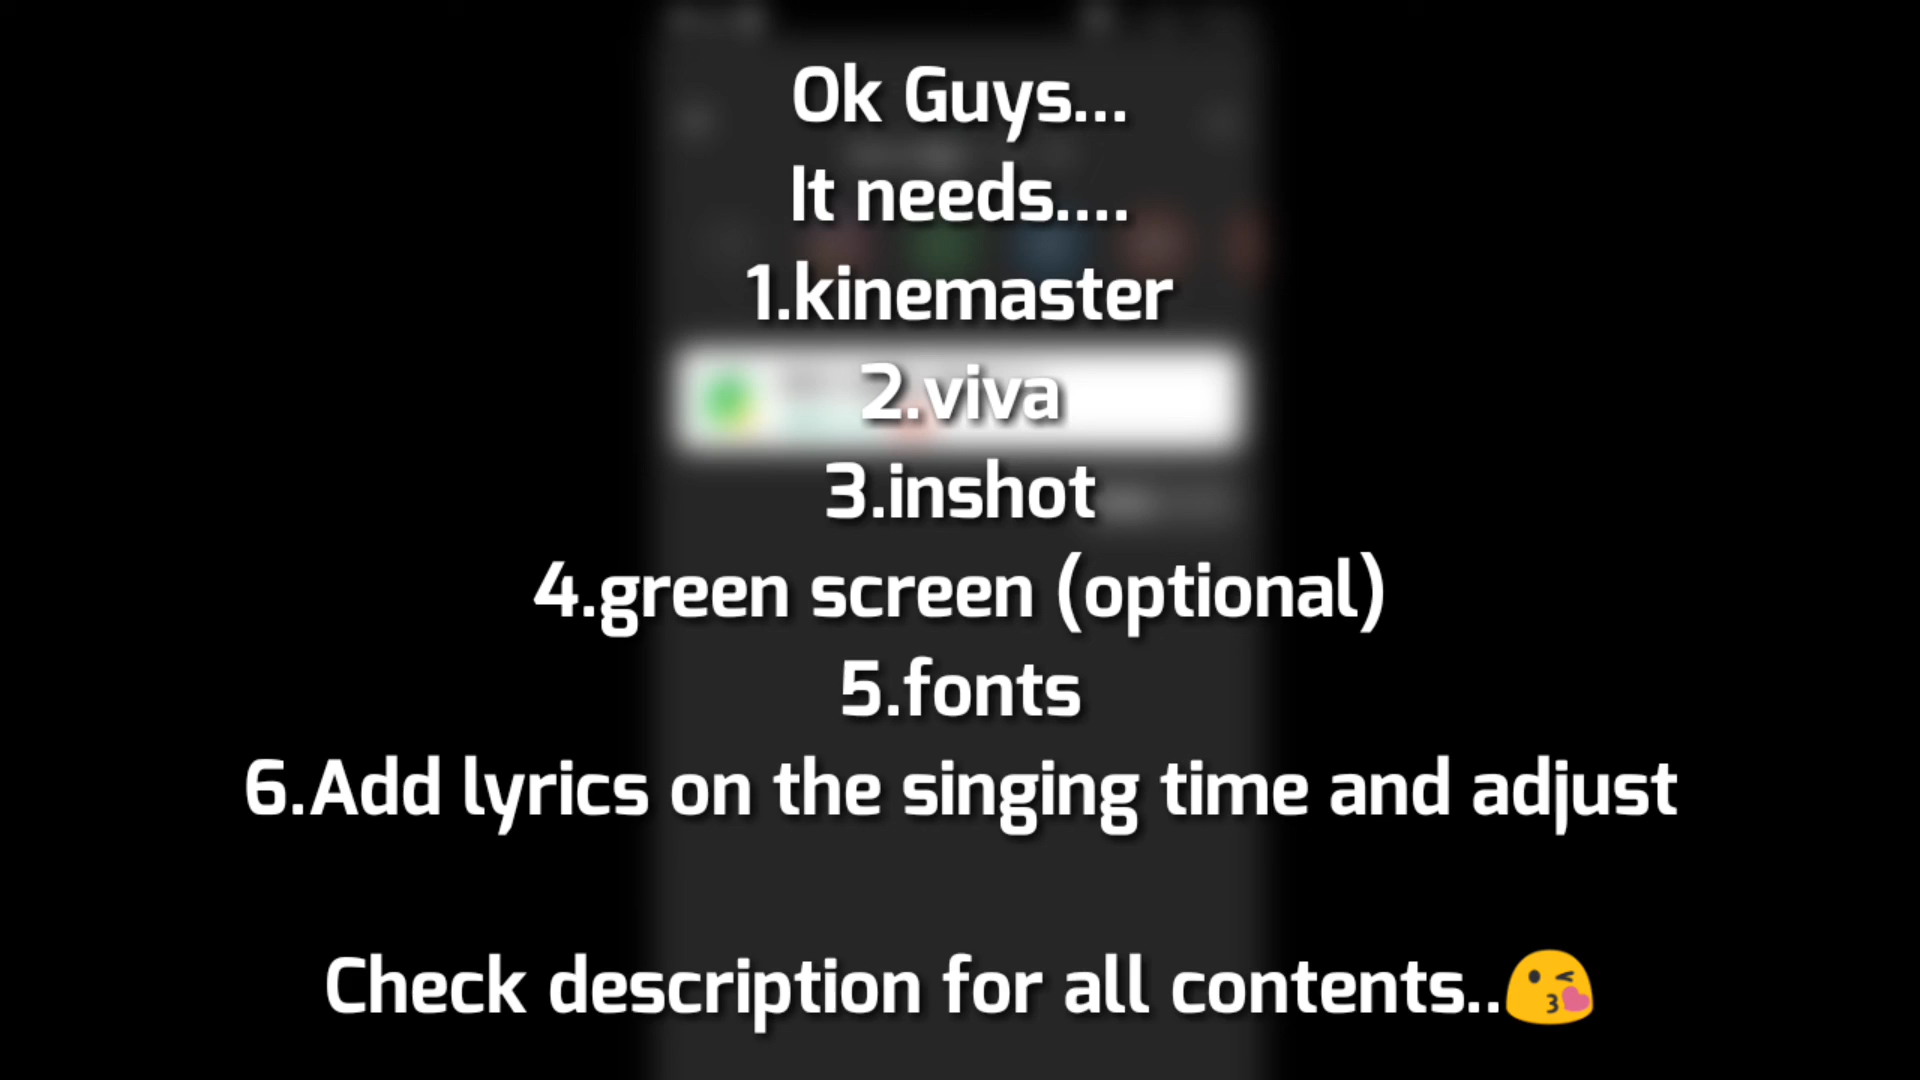 Ok Guys...
It needs....
1.kinemaster
2.viva
3.inshot
4.green screen (optional)
5.fonts
6.Add lyrics on the singing time and adjust
Check description for all contents..😘